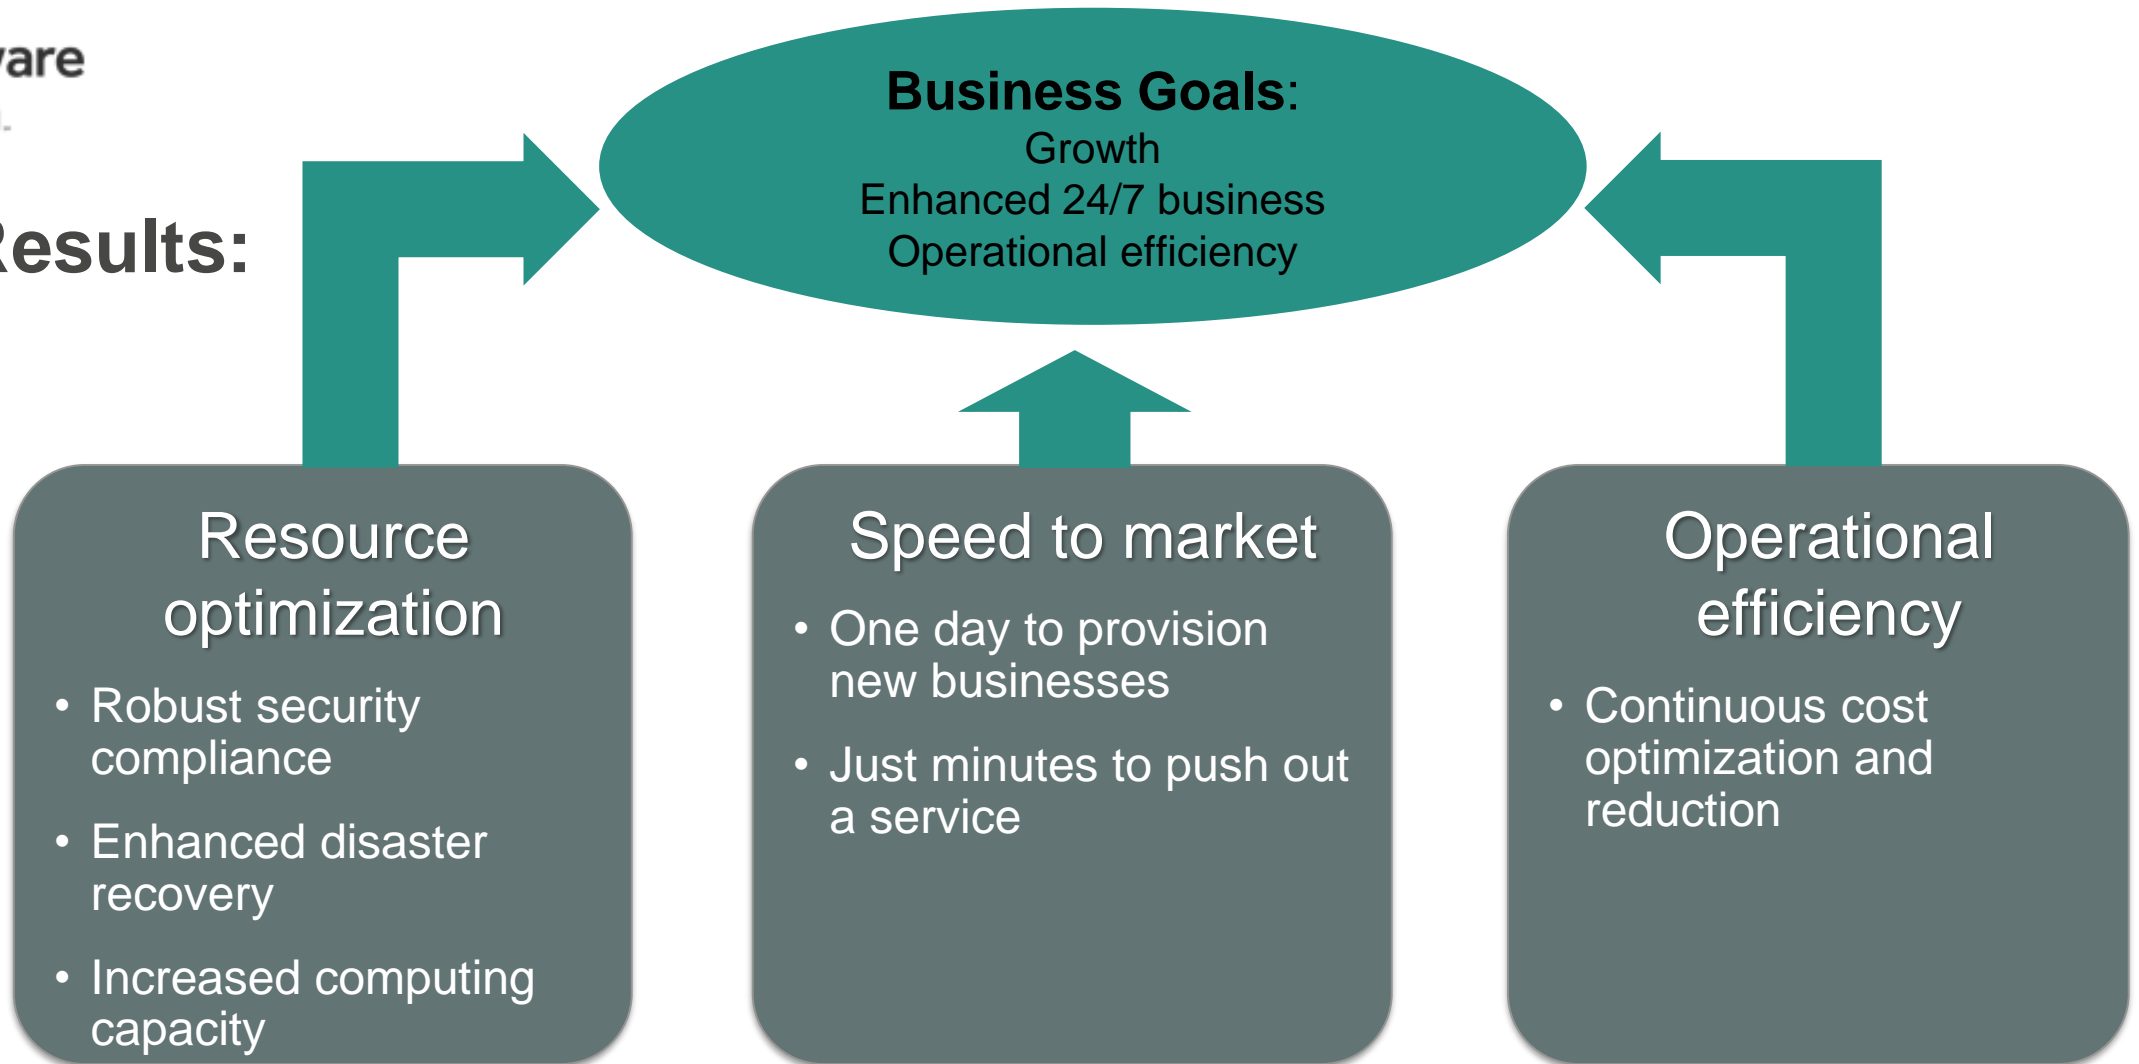 Business Goals:
Growth
Enhanced 24/7 business
Operational efficiency
Results:
Resource
optimization
• Robust security
compliance
• Enhanced disaster
recovery
• Increased computing
capacity
Speed to market
• One day to provision
new businesses
• Just minutes to push out
a service
Operational
efficiency
• Continuous cost
optimization and
reduction